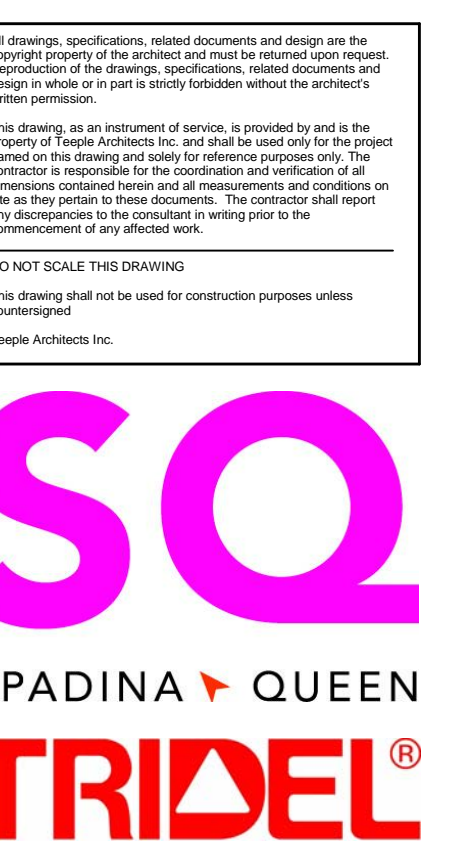 ll drawings, specifications, related documents and design are the
opyright property of the architect and must be returned upon request.
eproduction of the drawings, specifications, related documents and
esign in whole or in part is strictly forbidden without the architect's
ritten permission.
his drawing, as an instrument of service, is provided by and is the
roperty of Teeple Architects Inc. and shall be used only for the project
amed on this drawing and solely for reference purposes only. The
ontractor is responsible for the coordination and verification of all
imensions contained herein and all measurements and conditions on
ite as they pertain to these documents. The contractor shall report
ny discrepancies to the consultant in writing prior to the
ommencement of any affected work.
O NOT SCALE THIS DRAWING
his drawing shall not be used for construction purposes unless
ountersigned
eeple Architects Inc.
SQ
PADINA QUEEN
TRIDEL®